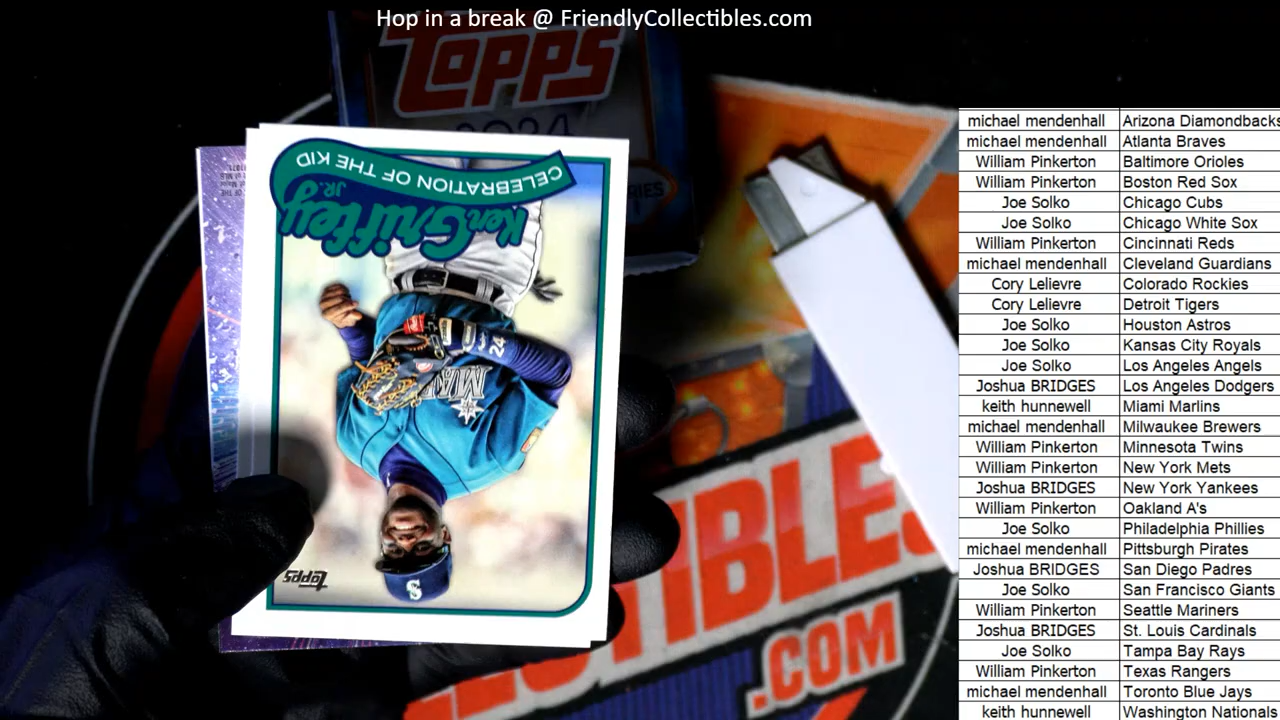 Hop in a break @ FriendlyCollectibles.com
Topps
2024
CELEBRATION OF THE KID
Ken Griffey JR.
24
S
Topps
IBLES
.COM
michael mendenhall Arizona Diamondbacks
michael mendenhall Atlanta Braves
William Pinkerton Baltimore Orioles
William Pinkerton Boston Red Sox
Joe Solko Chicago Cubs
Joe Solko Chicago White Sox
William Pinkerton Cincinnati Reds
michael mendenhall Cleveland Guardians
Cory Lelievre Colorado Rockies
Cory Lelievre Detroit Tigers
Joe Solko Houston Astros
Joe Solko Kansas City Royals
Joe Solko Los Angeles Angels
Joshua BRIDGES Los Angeles Dodgers
keith hunnewell Miami Marlins
michael mendenhall Milwaukee Brewers
William Pinkerton Minnesota Twins
William Pinkerton New York Mets
Joshua BRIDGES New York Yankees
William Pinkerton Oakland A's
Joe Solko Philadelphia Phillies
michael mendenhall Pittsburgh Pirates
Joshua BRIDGES San Diego Padres
Joe Solko San Francisco Giants
William Pinkerton Seattle Mariners
Joshua BRIDGES St. Louis Cardinals
Joe Solko Tampa Bay Rays
William Pinkerton Texas Rangers
michael mendenhall Toronto Blue Jays
keith hunnewell Washington Nationals